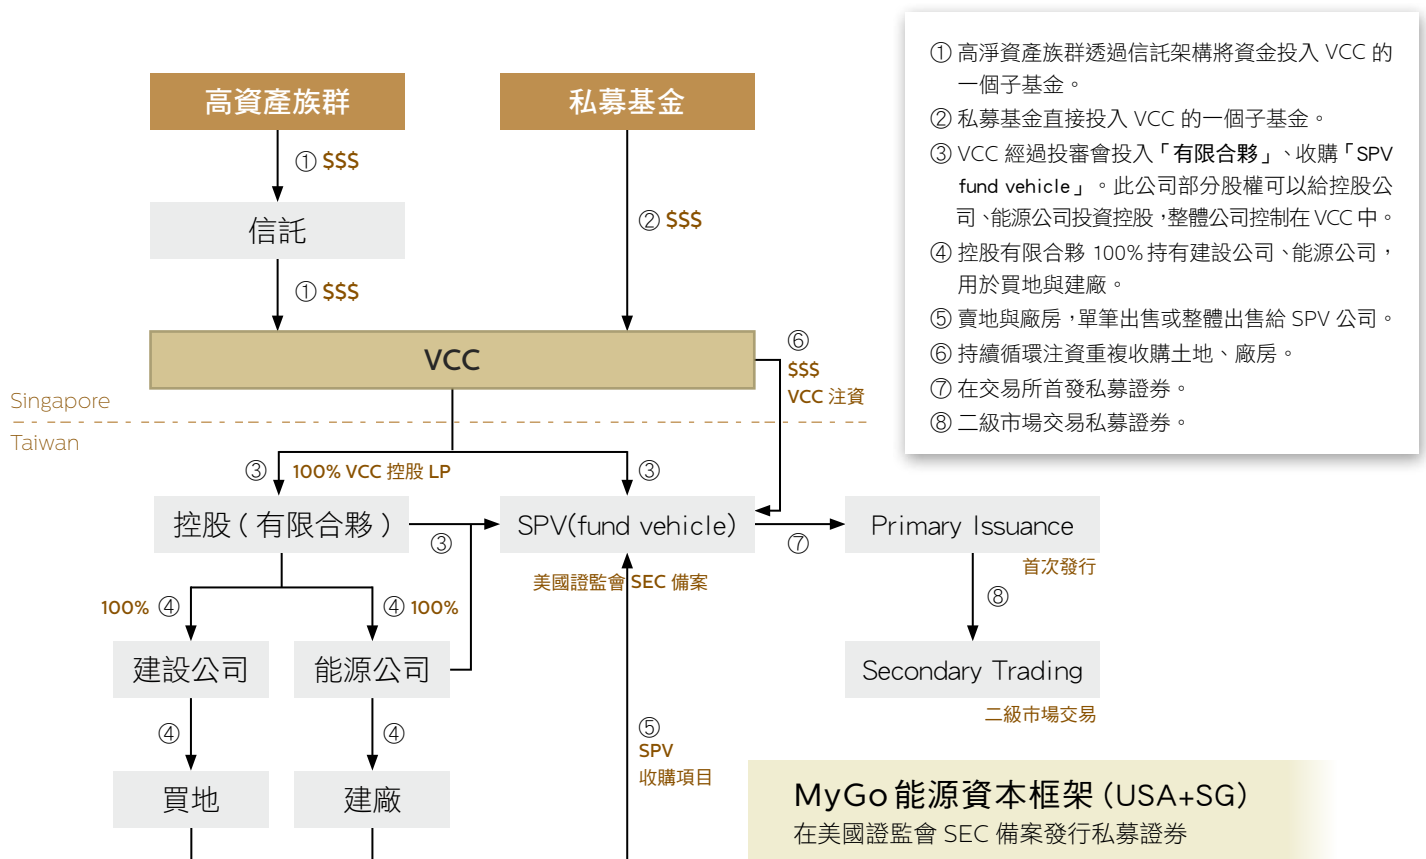 高資產族群
私募基金
① $$$
② $$$
信託
① $$$
VCC
⑥
$$$
VCC 注資
Singapore
Taiwan
③
100% VCC 控股 LP
③
控股 ( 有限合夥 )
③
SPV(fund vehicle)
⑦
Primary Issuance
首次發行
美國證監會 SEC 備案
⑧
100% ④
④ 100%
建設公司
能源公司
Secondary Trading
二級市場交易
④
④
⑤
SPV
收購項目
買地
建廠
① 高淨資產族群透過信託架構將資金投入 VCC 的
一個子基金。
② 私募基金直接投入 VCC 的一個子基金。
③ VCC 經過投審會投入「有限合夥」、收購「SPV
fund vehicle」。此公司部分股權可以給控股公
司、能源公司投資控股，整體公司控制在 VCC 中。
④ 控股有限合夥 100% 持有建設公司、能源公司，
用於買地與建廠。
⑤ 賣地與廠房，單筆出售或整體出售給 SPV 公司。
⑥ 持續循環注資重複收購土地、廠房。
⑦ 在交易所首發私募證券。
⑧ 二級市場交易私募證券。
MyGo 能源資本框架 (USA+SG)
在美國證監會 SEC 備案發行私募證券